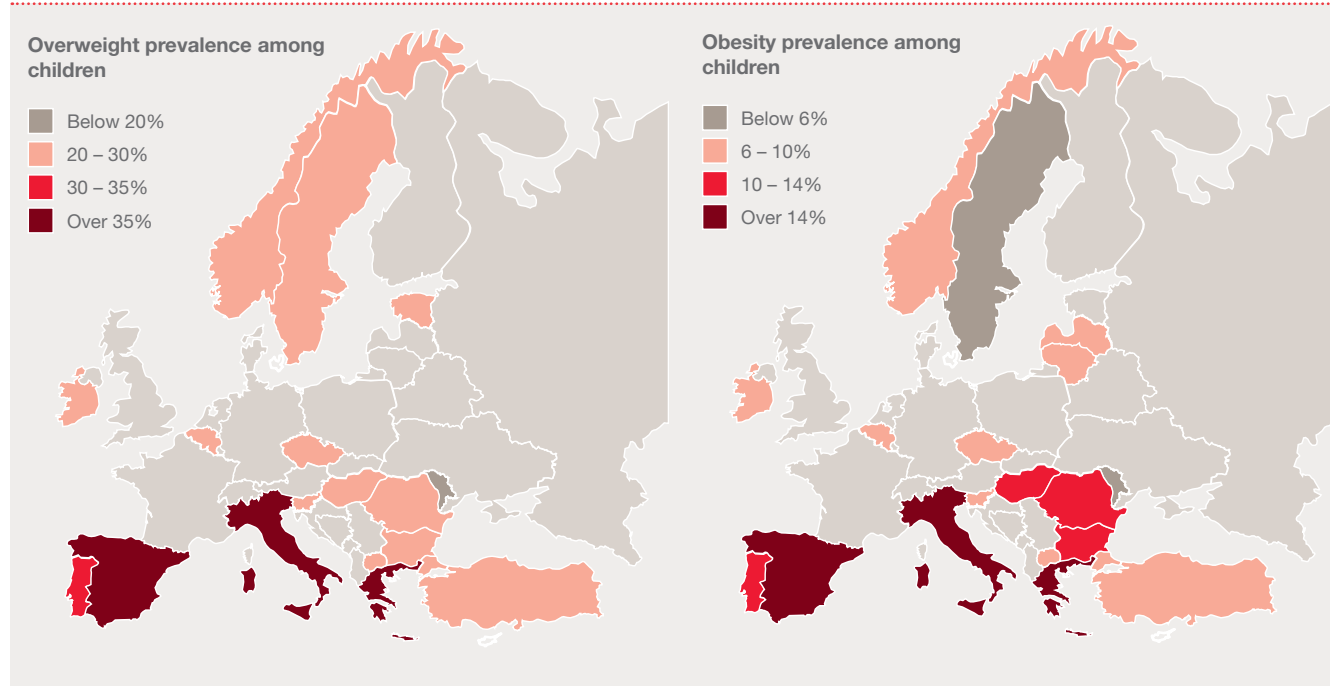 Overweight prevalence among
children
Below 20%
20 – 30%
30 – 35%
Over 35%
Obesity prevalence among
children
Below 6%
6 – 10%
10 – 14%
Over 14%